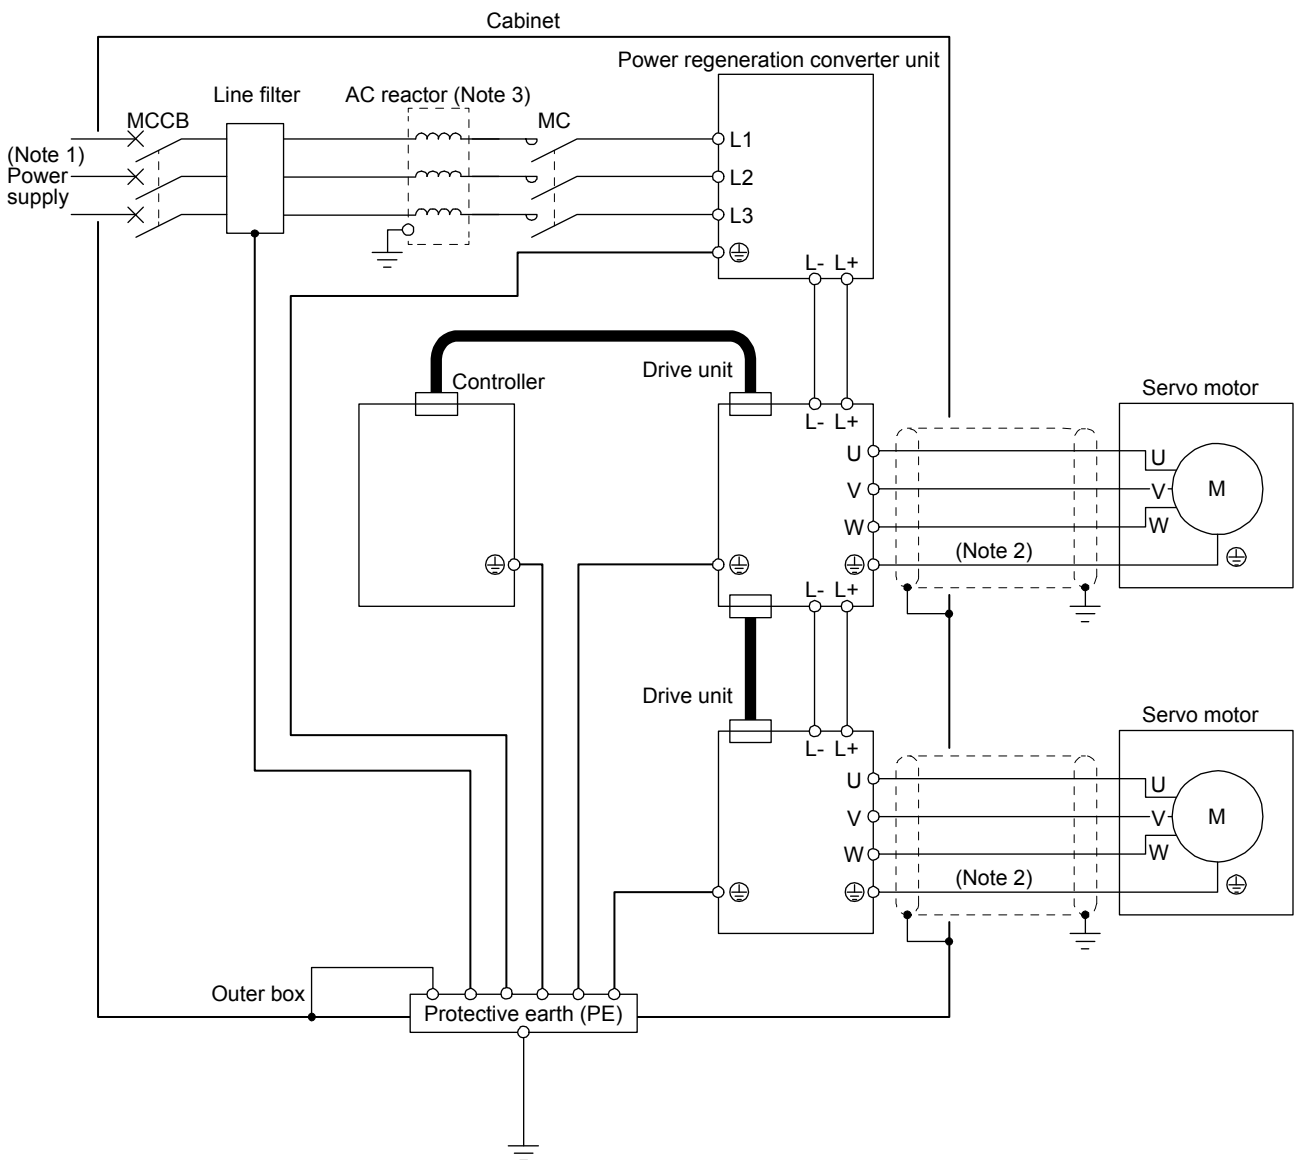 Cabinet
Power regeneration converter unit
Line filter
AC reactor (Note 3)
MCCB
MC
(Note 1)
Power
supply
L1
L2
L3
L- L+
Controller
Drive unit
L- L+
Servo motor
U
V
W
(Note 2)
U
V
W
M
L- L+
Drive unit
L- L+
Servo motor
U
V
W
(Note 2)
U
V
W
M
Outer box
Protective earth (PE)